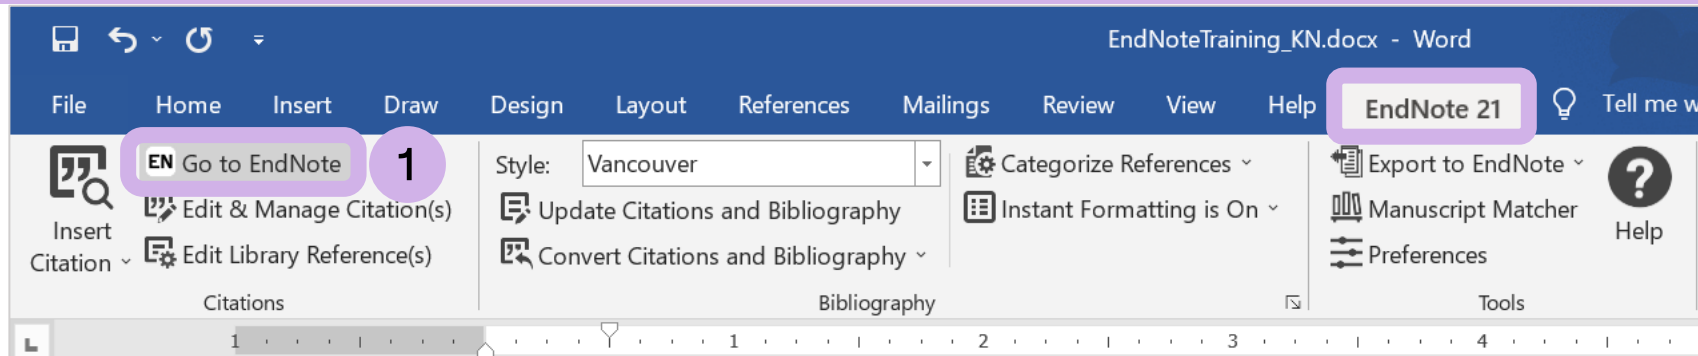 EndNoteTraining_KN.docx - Word
File Home Insert Draw Design Layout References Mailings Review View Help EndNote 21 Tell me w
Insert Citation
EN Go to EndNote
1
Edit & Manage Citation(s)
Edit Library Reference(s)
Citations
Style: Vancouver
Update Citations and Bibliography
Convert Citations and Bibliography
Categorize References
Instant Formatting is On
Bibliography
Export to EndNote
Manuscript Matcher
Preferences
Tools
?
Help
L
1 1 2 3 4